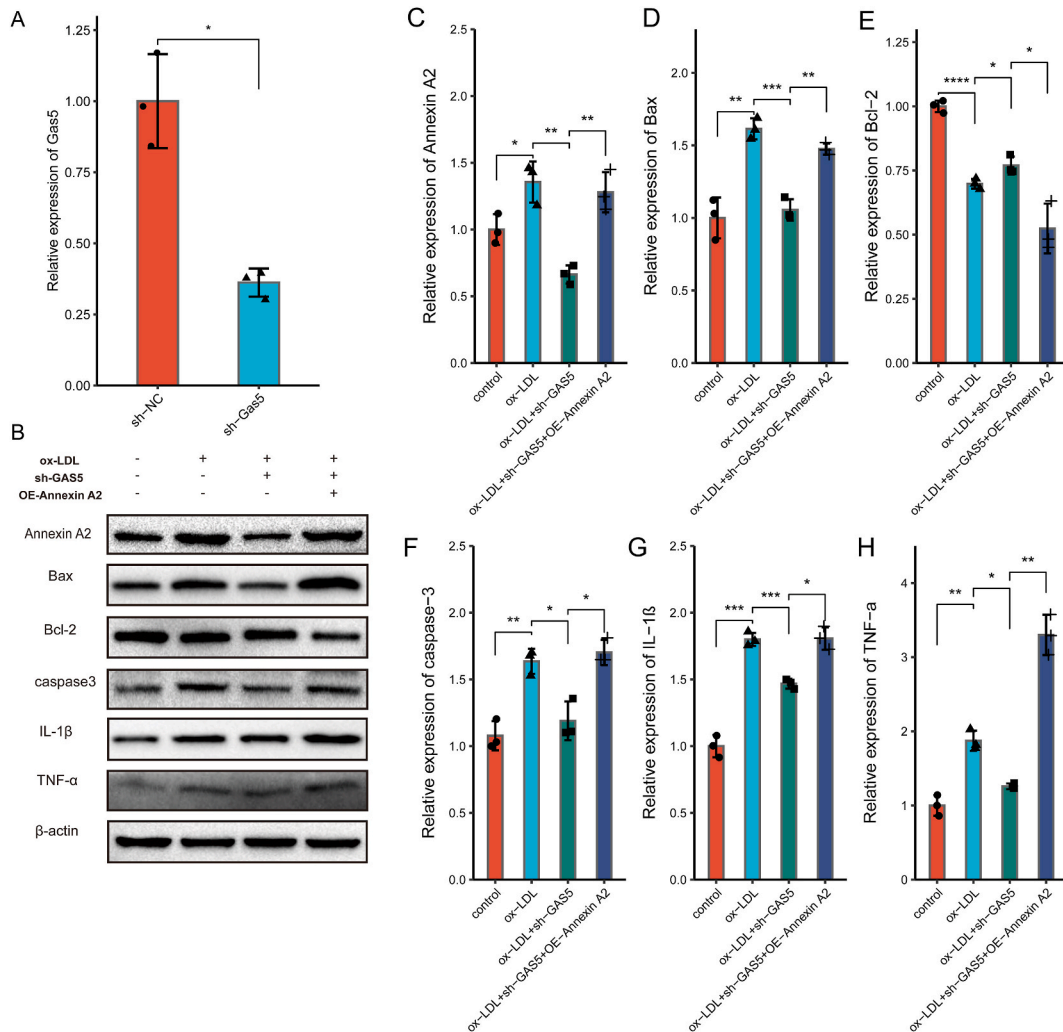 A
*
Relative expression of Gas5
1.25
1.00
0.75
0.50
0.25
0.00
sh-NC
sh-Gas5
B
ox-LDL - + + +
sh-GAS5 - - + +
OE-Annexin A2 - - - +
Annexin A2
Bax
Bcl-2
caspase3
IL-1β
TNF-α
β-actin
C
Relative expression of Annexin A2
2.5
2.0
1.5
1.0
0.5
0.0
* ** **
control
ox-LDL
ox-LDL+sh-GAS5
ox-LDL+sh-GAS5+OE-Annexin A2
D
Relative expression of Bax
2.0
1.5
1.0
0.5
0.0
** *** **
control
ox-LDL
ox-LDL+sh-GAS5
ox-LDL+sh-GAS5+OE-Annexin A2
E
Relative expression of Bcl-2
1.25
1.00
0.75
0.50
0.25
0.00
**** * *
control
ox-LDL
ox-LDL+sh-GAS5
ox-LDL+sh-GAS5+OE-Annexin A2
F
Relative expression of caspase-3
2.5
2.0
1.5
1.0
1.5
0.0
** * *
control
ox-LDL
ox-LDL+sh-GAS5
ox-LDL+sh-GAS5+OE-Annexin A2
G
Relative expression of IL-1ß
2.5
2.0
1.5
1.0
1.5
0.0
*** *** *
control
ox-LDL
ox-LDL+sh-GAS5
ox-LDL+sh-GAS5+OE-Annexin A2
H
Relative expression of TNF-a
4
3
2
1
0
** * **
control
ox-LDL
ox-LDL+sh-GAS5
ox-LDL+sh-GAS5+OE-Annexin A2